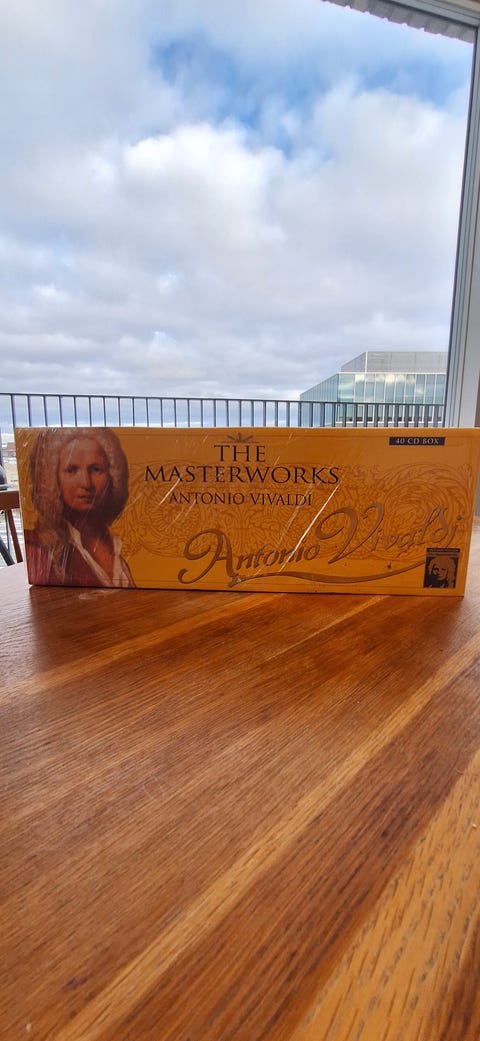 40 CD BOX
THE
MASTERWORKS
ANTONIO VIVALDI
Antonio Vivaldi